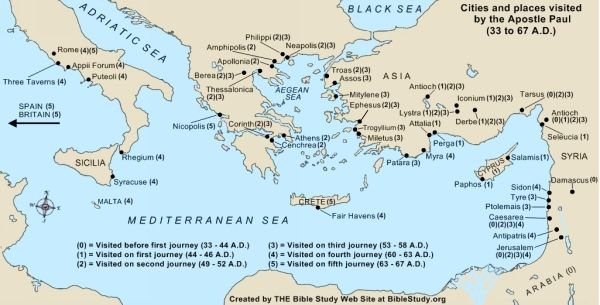 BLACK SEA
Cities and places visited
by the Apostle Paul
(33 to 67 A.D.)
ADRIATIC SEA
Rome (4)(5)
Appii Forum (4)
Three Taverns (4)
Puteoli (4)
SPAIN (5)
BRITAIN (5)
Philippi (2)(3)
Amphipolis (2)
Neapolis (2)(3)
Apollonia (2)
Berea (2)(3)
Thessalonica
(2)(3)
AEGEAN
SEA
Troas (2)(3)
Assos (3)
ASIA
Mitylene (3)
Antioch (1)(2)(3)
Iconium (1)(2)(3)
Tarsus (0)(2)(3)
Ephesus (2)(3)
Lystra (1)(2)(3)
Derbe (1)(2)(3)
Antioch
(0)(1)(2)(3)
Nicopolis (5)
Corinth (2)(3)
Athens (2)
Cenchrea (2)
Trogyllium (3)
Miletus (3)
Attalia (1)
Perga (1)
Seleucia (1)
Rhegium (4)
SICILIA
Patara (3)
Myra (4)
SYRIA
CYPRUS
(1)
Salamis (1)
Paphos (1)
Syracuse (4)
MALTA (4)
CRETE (5)
Fair Havens (4)
Sidon (4)
Damascus (0)
Tyre (3)
Ptolemais (3)
Caesarea
(0)(2)(3)(4)
Antipatris (4)
Jerusalem
(0)(2)(3)(4)
MEDITERRANEAN SEA
(0) = Visited before first journey (33 - 44 A.D.)
(1) = Visited on first journey (44 - 46 A.D.)
(2) = Visited on second journey (49 - 52 A.D.)
(3) = Visited on third journey (53 - 58 A.D.)
(4) = Visited on fourth journey (60 - 63 A.D.)
(5) = Visited on fifth journey (63 - 67 A.D.)
ARABIA (0)
Created by THE Bible Study Web Site at BibleStudy.org